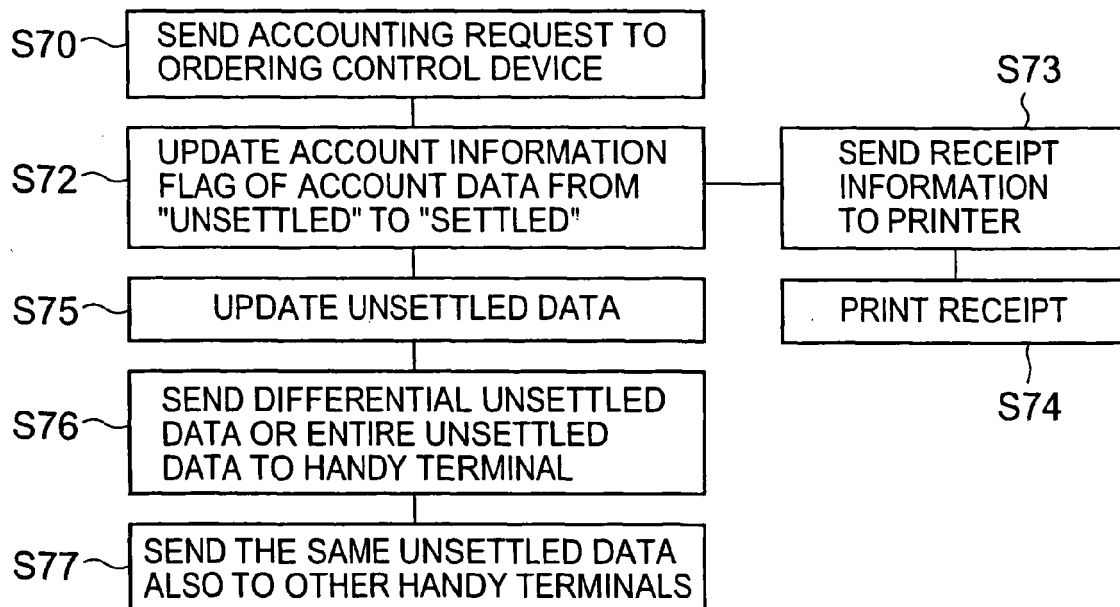 S70
SEND ACCOUNTING REQUEST TO
ORDERING CONTROL DEVICE
S72
UPDATE ACCOUNT INFORMATION
FLAG OF ACCOUNT DATA FROM
"UNSETTLED" TO "SETTLED"
S73
SEND RECEIPT
INFORMATION
TO PRINTER
S75
UPDATE UNSETTLED DATA
PRINT RECEIPT
S74
S76
SEND DIFFERENTIAL UNSETTLED
DATA OR ENTIRE UNSETTLED
DATA TO HANDY TERMINAL
S77
SEND THE SAME UNSETTLED DATA
ALSO TO OTHER HANDY TERMINALS